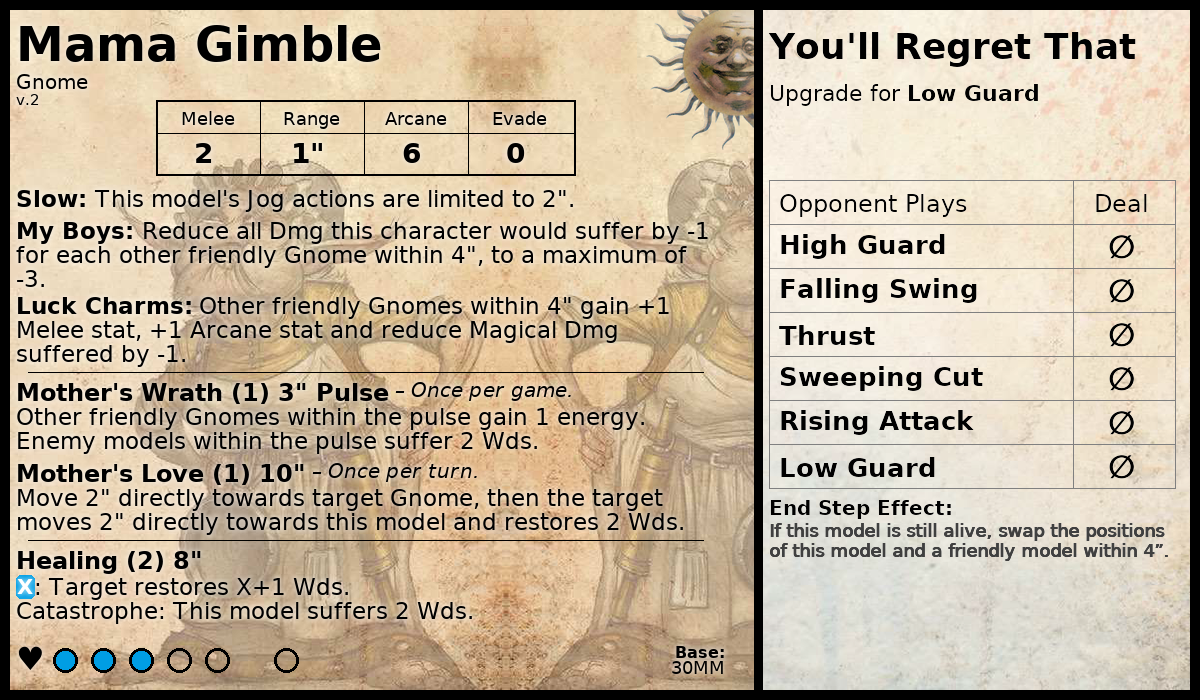 Mama Gimble
Gnome
v.2
Melee Range Arcane Evade
2 1" 6 0
Slow: This model's Jog actions are limited to 2".
My Boys: Reduce all Dmg this character would suffer by -1
for each other friendly Gnome within 4", to a maximum of
-3.
Luck Charms: Other friendly Gnomes within 4" gain +1
Melee stat, +1 Arcane stat and reduce Magical Dmg
suffered by -1.
Mother's Wrath (1) 3" Pulse – Once per game.
Other friendly Gnomes within the pulse gain 1 energy.
Enemy models within the pulse suffer 2 Wds.
Mother's Love (1) 10" – Once per turn.
Move 2" directly towards target Gnome, then the target
moves 2" directly towards this model and restores 2 Wds.
Healing (2) 8"
X: Target restores X+1 Wds.
Catastrophe: This model suffers 2 Wds.
Base:
30MM
You'll Regret That
Upgrade for Low Guard
Opponent Plays Deal
High Guard ∅
Falling Swing ∅
Thrust ∅
Sweeping Cut ∅
Rising Attack ∅
Low Guard ∅
End Step Effect:
If this model is still alive, swap the positions
of this model and a friendly model within 4”.